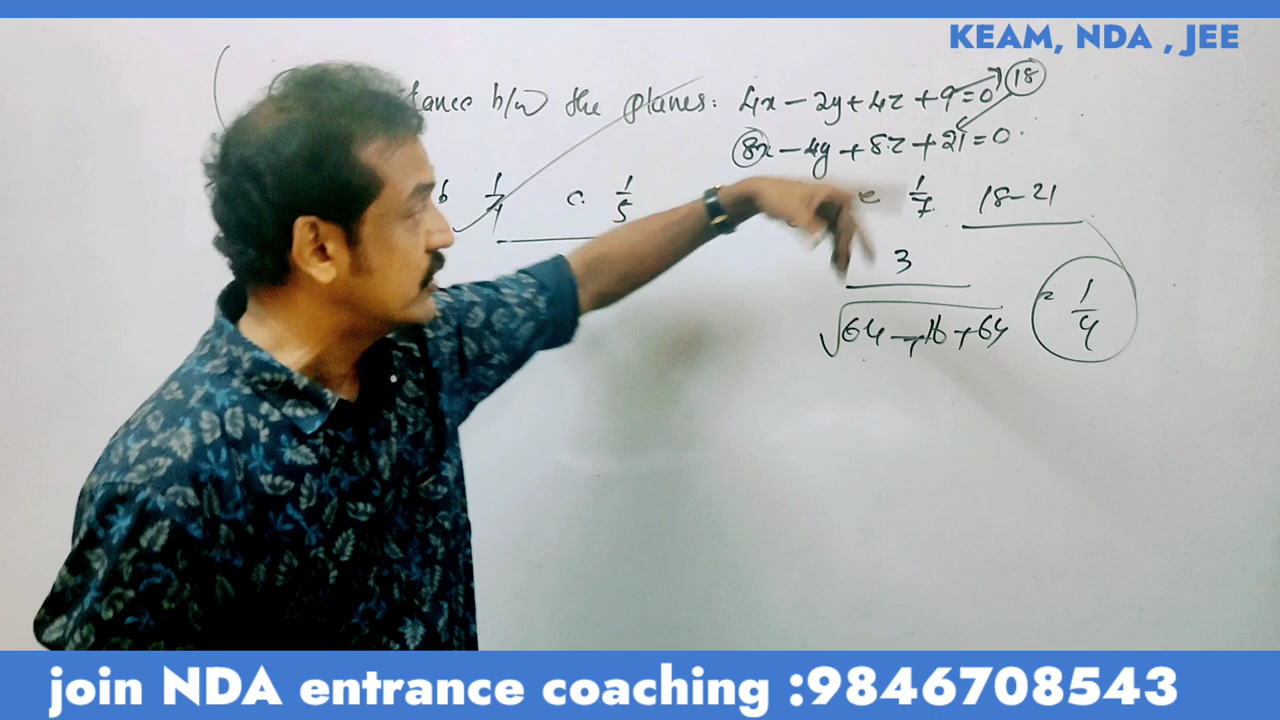 KEAM, NDA , JEE
b/w the planes: 4x - 2y + 4z + 9 = 0 18
8x - 4y + 8z + 21 = 0
b 1/4 c. 1/5 e 1/7 18-21
3
√64 + 16 + 64 = 1/4
join NDA entrance coaching :9846708543